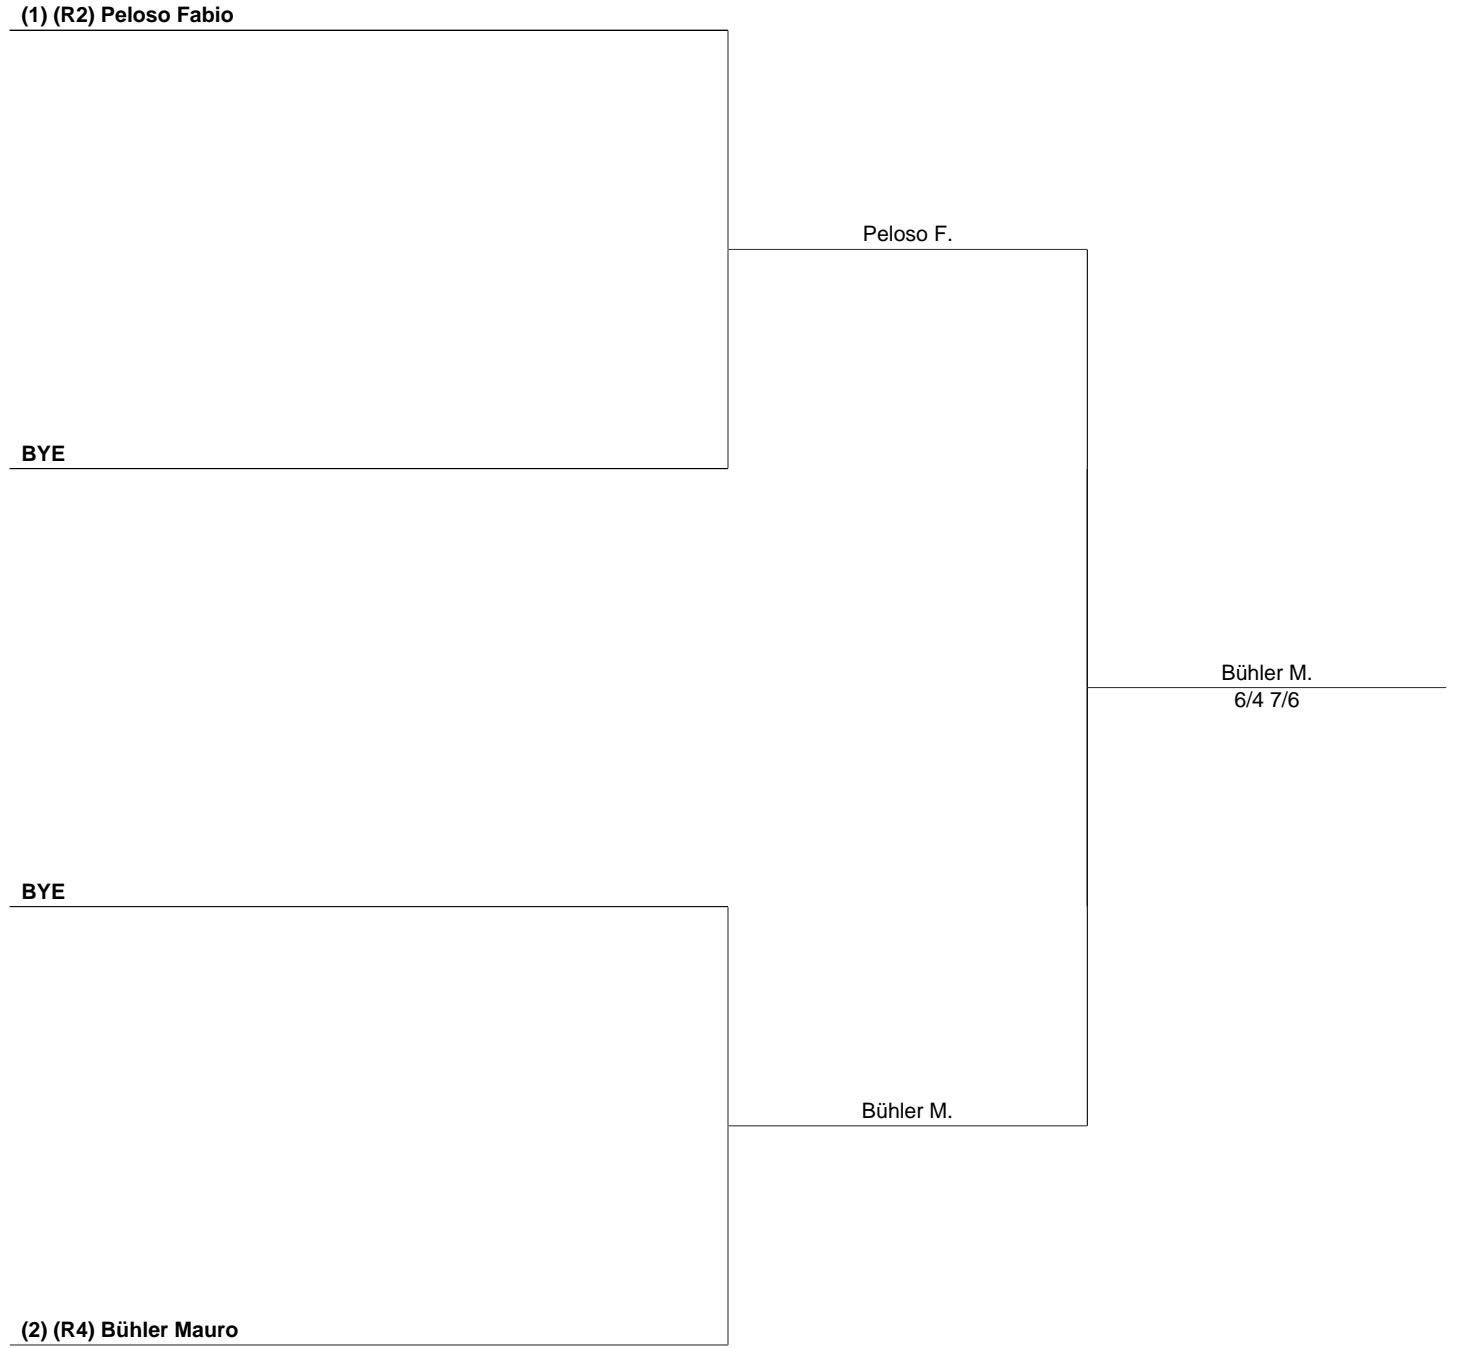 (1) (R2) Peloso Fabio
Peloso F.
BYE
Bühler M.
6/4 7/6
BYE
Bühler M.
(2) (R4) Bühler Mauro